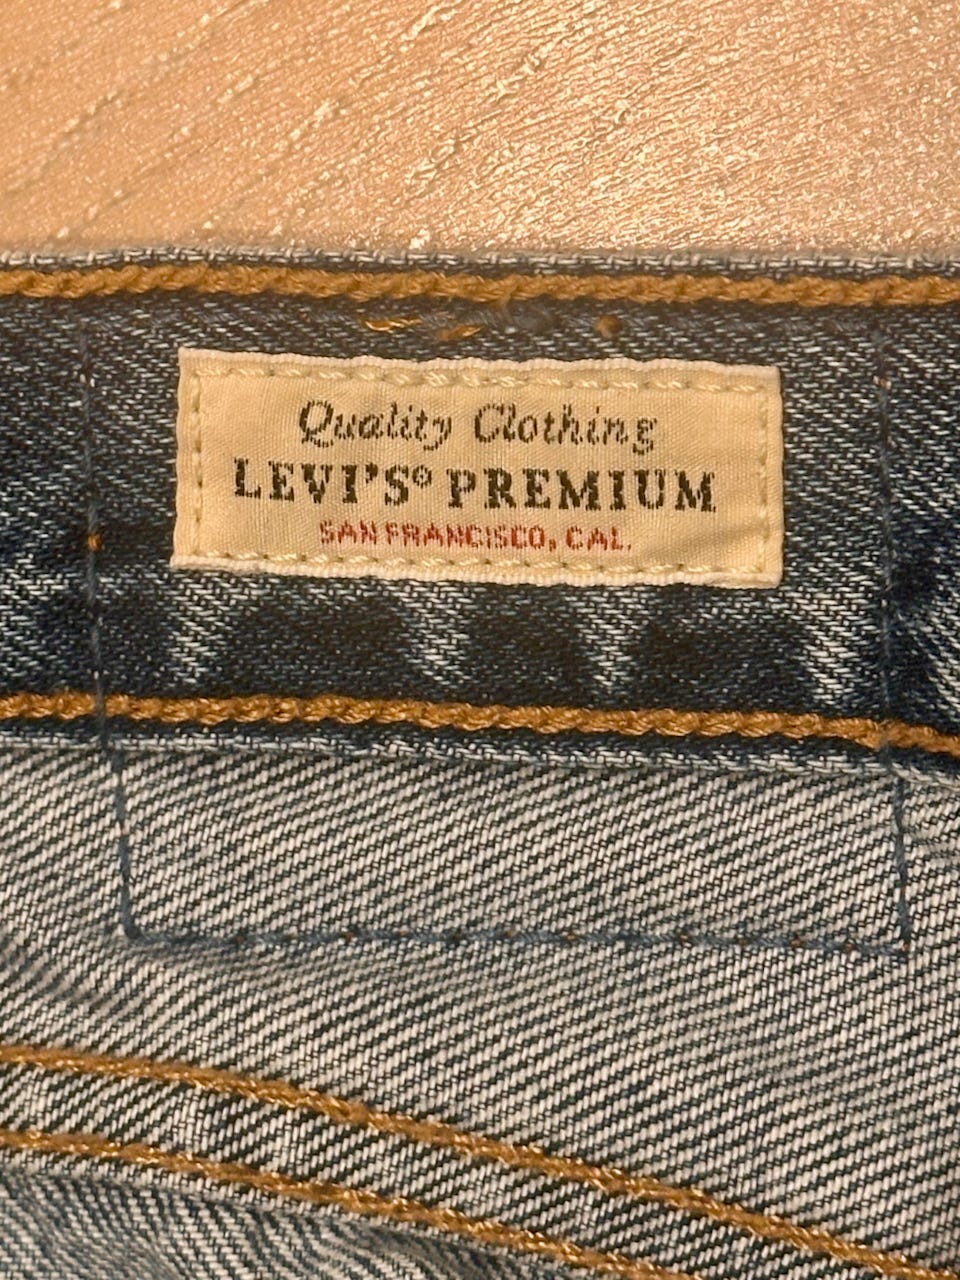 Quality Clothing
LEVI'S® PREMIUM
SAN FRANCISCO, CAL.